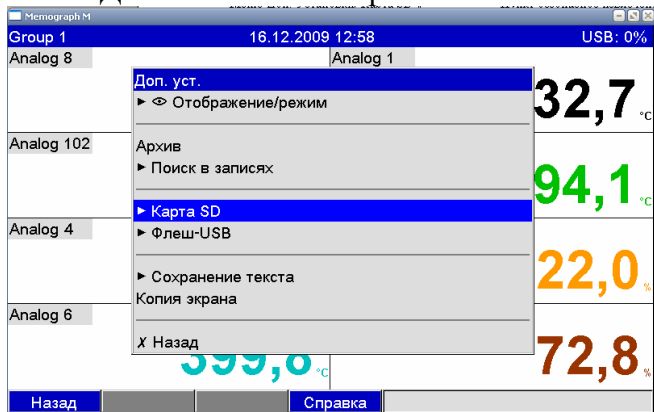 Memograph M
Group 1 16.12.2009 12:58 USB: 0%
Analog 8 Analog 1
Доп. уст.
► Отображение/режим
32,7 °C
Архив
Analog 102
► Поиск в записях
94,1 °C
► Карта SD
Analog 4
► Флеш-USB
► Сохранение текста
22,0 %
Копия экрана
Analog 6
✗ Назад
399,8 °C 72,8 %
Назад Справка